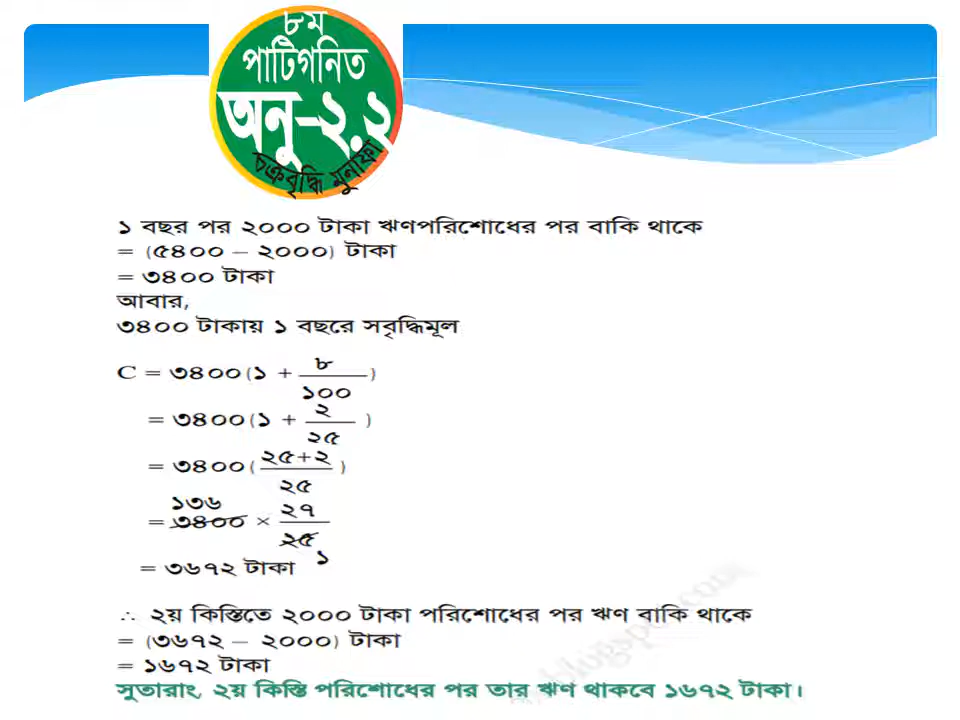 ৮ম
পাটিগনিত
অনু-২.২
চক্রবৃদ্ধি মুনাফা
১ বছর পর ২০০০ টাকা ঋণপরিশোধের পর বাকি থাকে
= (৫৪০০ – ২০০০) টাকা
= ৩৪০০ টাকা
আবার,
৩৪০০ টাকায় ১ বছরে সবৃদ্ধিমূল
C = ৩৪০০(১ + ৮/১০০)
= ৩৪০০(১ + ২/২৫)
= ৩৪০০(২৫+২/২৫)
১৩৬
= ৩৪০০ × ২৭/২৫
১
= ৩৬৭২ টাকা
∴ ২য় কিস্তিতে ২০০০ টাকা পরিশোধের পর ঋণ বাকি থাকে
= (৩৬৭২ – ২০০০) টাকা
= ১৬৭২ টাকা
সুতারাং, ২য় কিস্তি পরিশোধের পর তার ঋণ থাকবে ১৬৭২ টাকা।